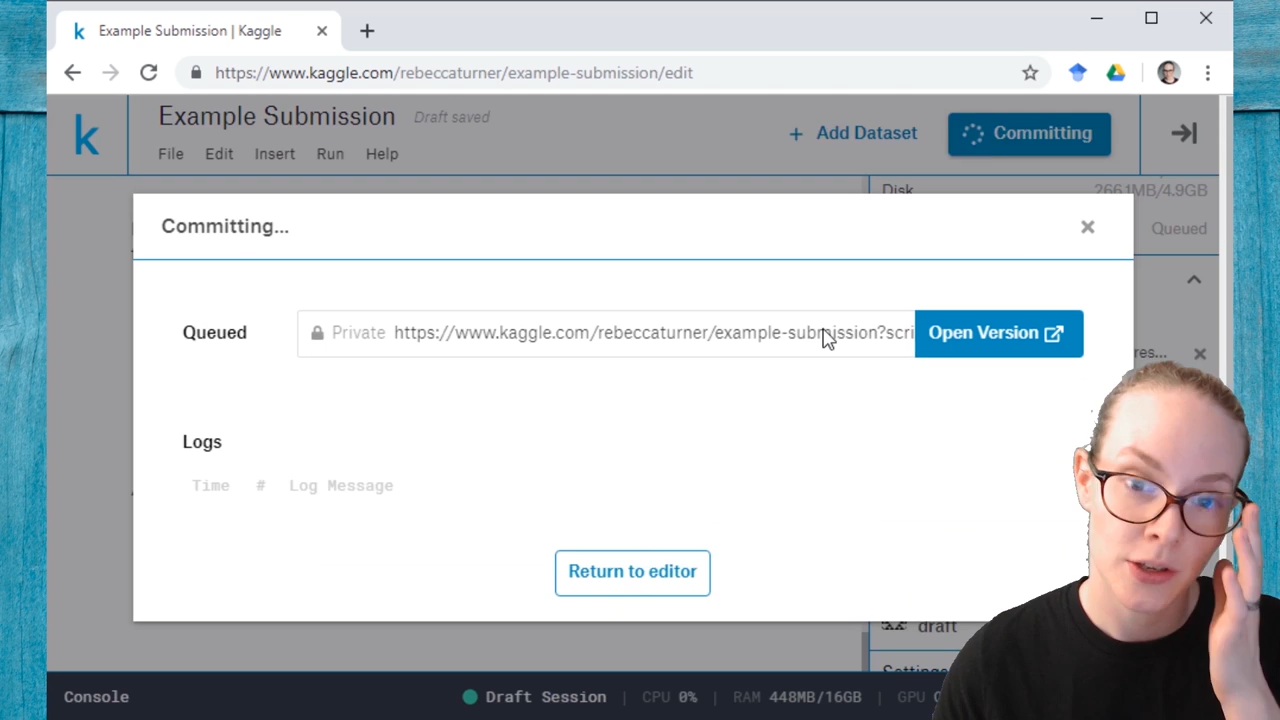 Example Submission | Kaggle
https://www.kaggle.com/rebeccaturner/example-submission/edit
k
Example Submission Draft saved
+ Add Dataset
Committing
File Edit Insert Run Help
Disk 266.1MB/4.9GB
Committing...
Queued
Queued
Private https://www.kaggle.com/rebeccaturner/example-submission?scri
Open Version
res...
Logs
Time # Log Message
Return to editor
draft
Settings
Console
Draft Session | CPU 0% | RAM 448MB/16GB | GPU